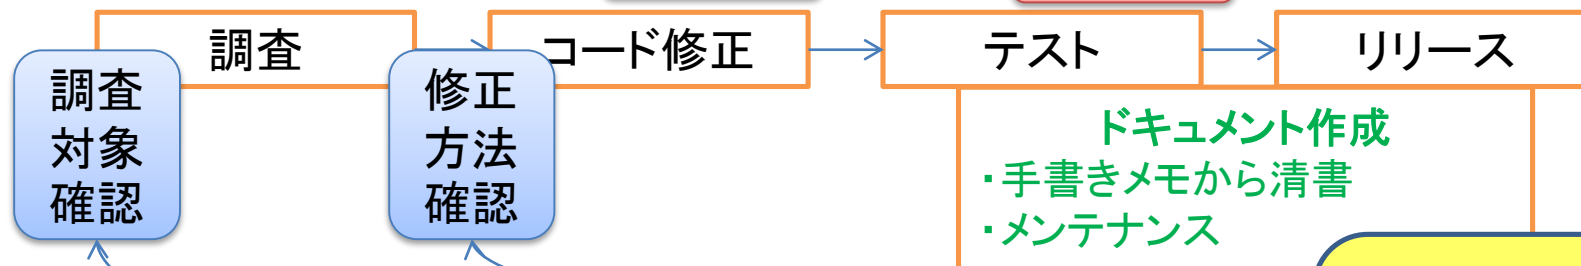 調査
コード修正
テスト
リリース
調査
対象
確認
修正
方法
確認
ドキュメント作成
・手書きメモから清書
・メンテナンス